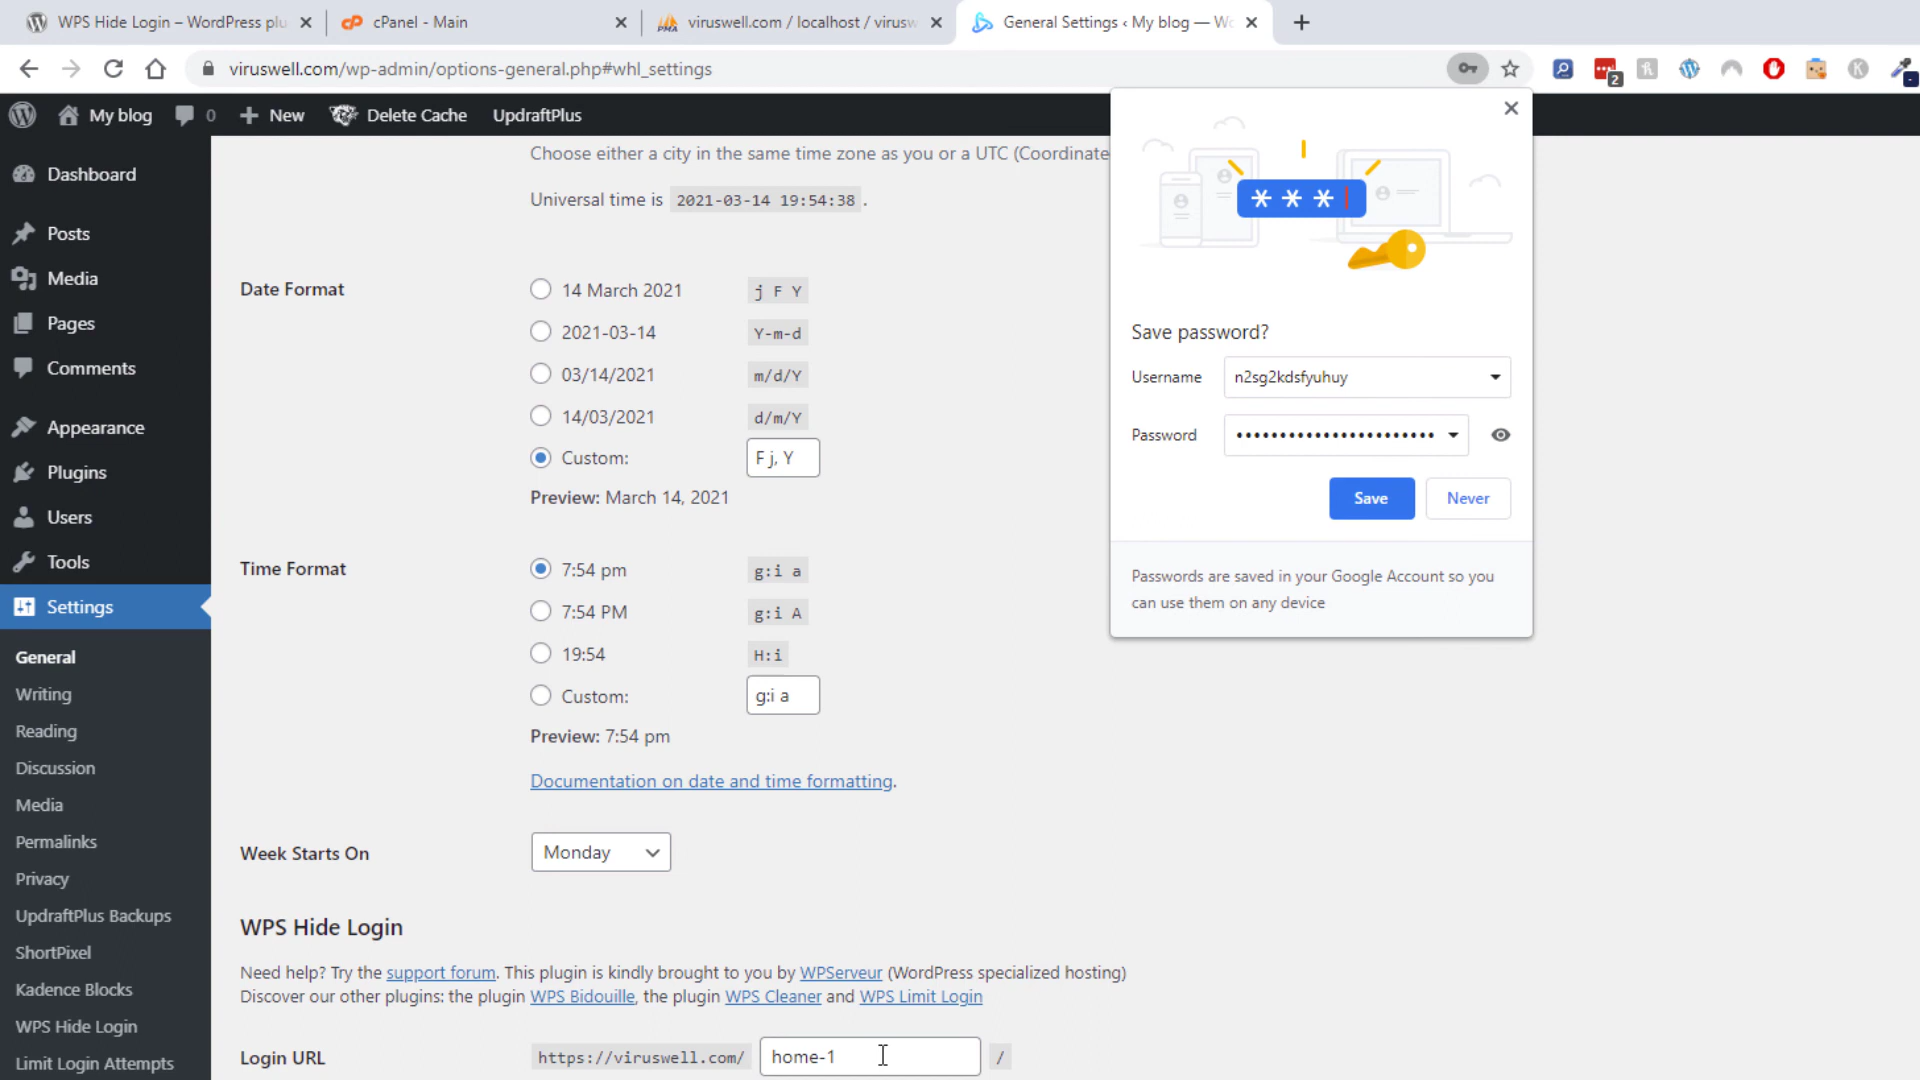 WPS Hide Login – WordPress plu
cPanel - Main
viruswell.com / localhost / virusw
General Settings ‹ My blog — Wo
viruswell.com/wp-admin/options-general.php#whl_settings
2
My blog
0
New
Delete Cache
UpdraftPlus
Dashboard
Posts
Media
Pages
Comments
Appearance
Plugins
Users
Tools
Settings
General
Writing
Reading
Discussion
Media
Permalinks
Privacy
UpdraftPlus Backups
ShortPixel
Kadence Blocks
WPS Hide Login
Limit Login Attempts
Choose either a city in the same time zone as you or a UTC (Coordinate
Universal time is 2021-03-14 19:54:38 .
Date Format
14 March 2021 j F Y
2021-03-14 Y-m-d
03/14/2021 m/d/Y
14/03/2021 d/m/Y
Custom: F j, Y
Preview: March 14, 2021
Time Format
7:54 pm g:i a
7:54 PM g:i A
19:54 H:i
Custom: g:i a
Preview: 7:54 pm
Documentation on date and time formatting.
Week Starts On Monday
WPS Hide Login
Need help? Try the support forum. This plugin is kindly brought to you by WPServeur (WordPress specialized hosting)
Discover our other plugins: the plugin WPS Bidouille, the plugin WPS Cleaner and WPS Limit Login
Login URL https://viruswell.com/ home-1 /
* * * |
Save password?
Username n2sg2kdsfyuhuy
Password •••••••••••••••••••••••
Save Never
Passwords are saved in your Google Account so you
can use them on any device